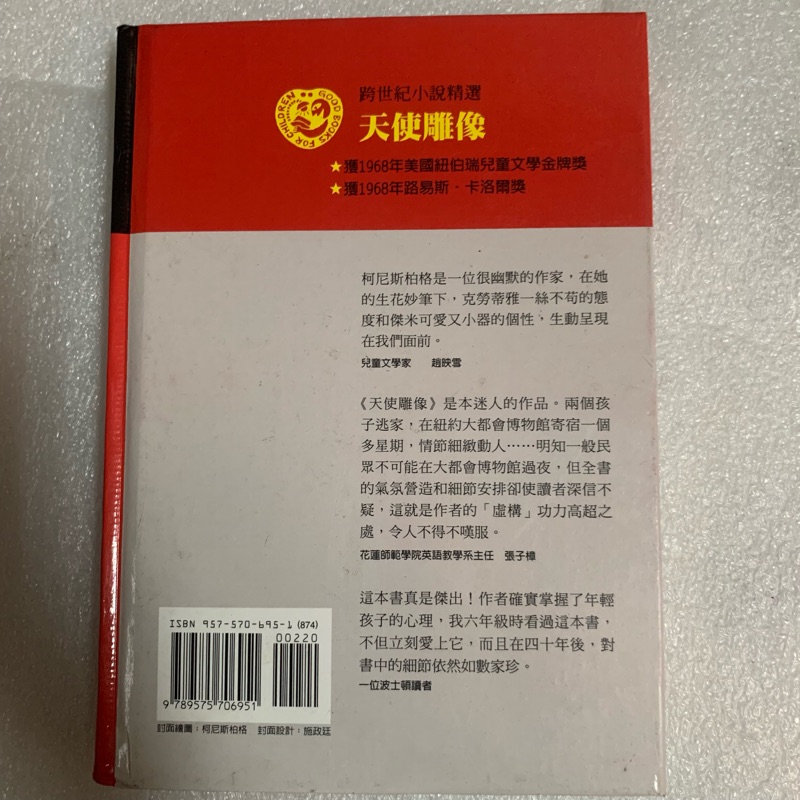 GOOD BOOKS FOR CHILDREN
跨世紀小說精選
天使雕像
★獲1968年美國紐伯瑞兒童文學金牌獎
★獲1968年路易斯・卡洛爾獎
柯尼斯柏格是一位很幽默的作家，在她
的生花妙筆下，克勞蒂雅一絲不苟的態
度和傑米可愛又小器的個性，生動呈現
在我們面前。
兒童文學家　趙映雪
《天使雕像》是本迷人的作品。兩個孩
子逃家，在紐約大都會博物館寄宿一個
多星期，情節細緻動人……明知一般民
眾不可能在大都會博物館過夜，但全書
的氣氛營造和細節安排卻使讀者深信不
疑，這就是作者的「虛構」功力高超之
處，令人不得不嘆服。
花蓮師範學院英語教學系主任　張子樟
這本書真是傑出！作者確實掌握了年輕
孩子的心理，我六年級時看過這本書，
不但立刻愛上它，而且在四十年後，對
書中的細節依然如數家珍。
一位波士頓讀者
ISBN 957-570-695-1 (874)
00220
9 789575 706951
封面繪圖：柯尼斯柏格　封面設計：施政廷